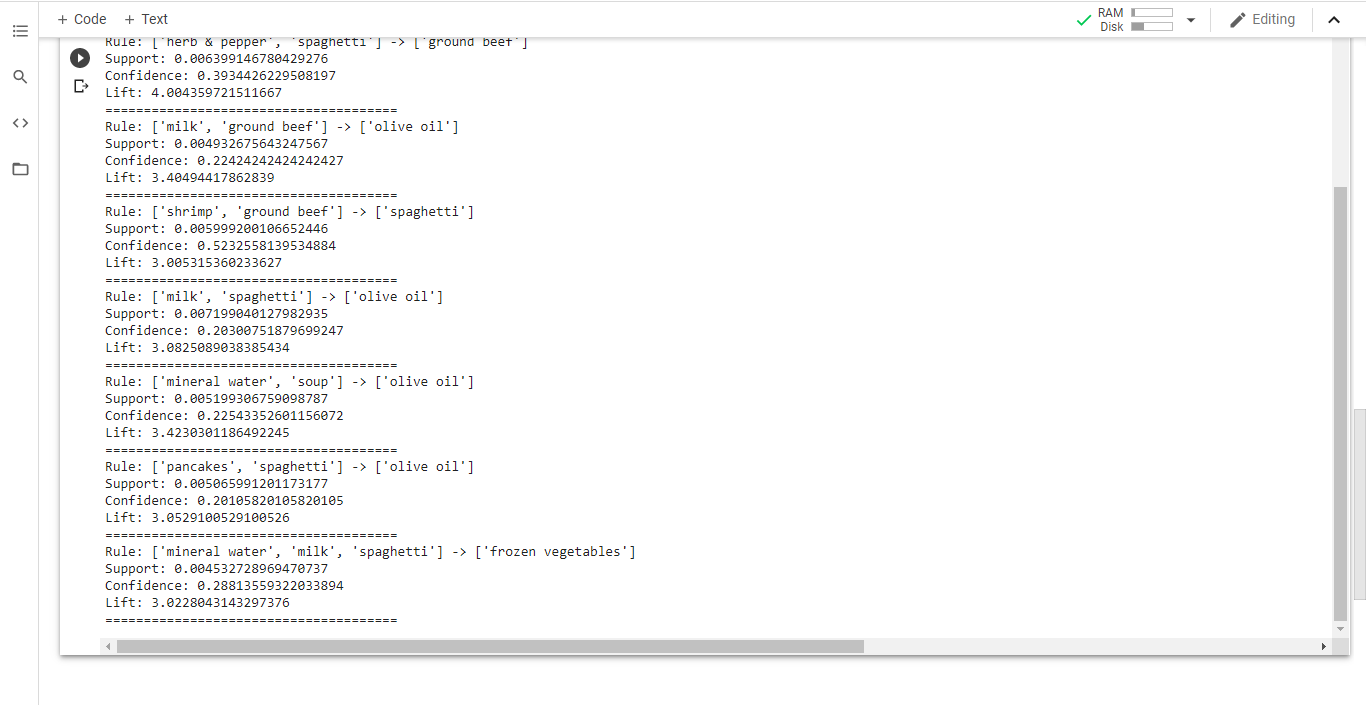 + Code + Text
RAM
Disk
Editing
Rule: ['herb & pepper', 'spaghetti'] -> ['ground beef']
Support: 0.006399146780429276
Confidence: 0.3934426229508197
Lift: 4.004359721511667
======================================
Rule: ['milk', 'ground beef'] -> ['olive oil']
Support: 0.004932675643247567
Confidence: 0.22424242424242427
Lift: 3.40494417862839
======================================
Rule: ['shrimp', 'ground beef'] -> ['spaghetti']
Support: 0.005999200106652446
Confidence: 0.5232558139534884
Lift: 3.005315360233627
======================================
Rule: ['milk', 'spaghetti'] -> ['olive oil']
Support: 0.007199040127982935
Confidence: 0.20300751879699247
Lift: 3.0825089038385434
======================================
Rule: ['mineral water', 'soup'] -> ['olive oil']
Support: 0.005199306759098787
Confidence: 0.22543352601156072
Lift: 3.4230301186492245
======================================
Rule: ['pancakes', 'spaghetti'] -> ['olive oil']
Support: 0.005065991201173177
Confidence: 0.20105820105820105
Lift: 3.0529100529100526
======================================
Rule: ['mineral water', 'milk', 'spaghetti'] -> ['frozen vegetables']
Support: 0.004532728969470737
Confidence: 0.28813559322033894
Lift: 3.0228043143297376
======================================